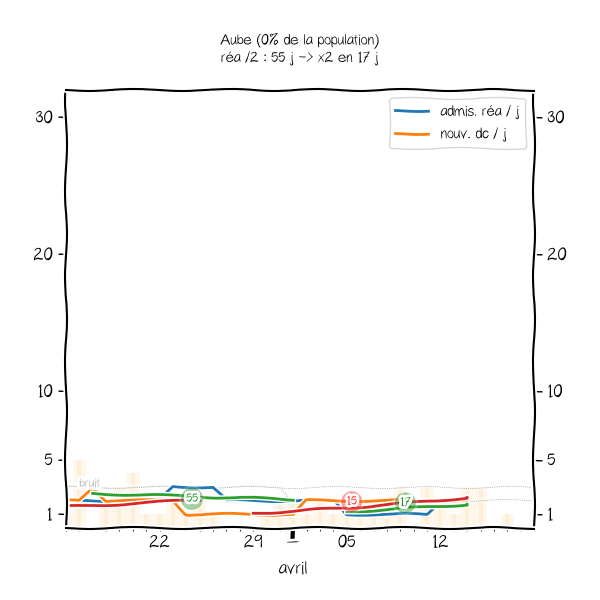 Aube (0% de la population)
réa /2 : 55 j -> x2 en 17 j
admis. réa / j
nouv. dc / j
30 30
20 20
10 10
5 5
bruit
55 15 17
1 1
22 29 1 05 12
avril